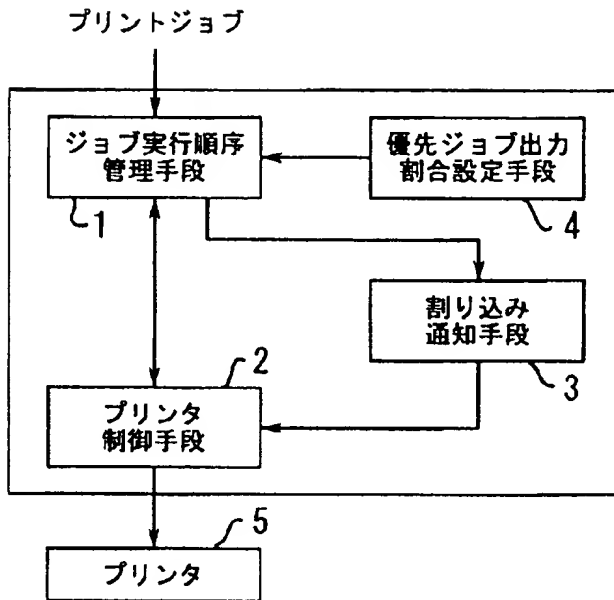 プリントジョブ
ジョブ実行順序
管理手段
1
優先ジョブ出力
割合設定手段
4
割り込み
通知手段
3
2
プリンタ
制御手段
5
プリンタ